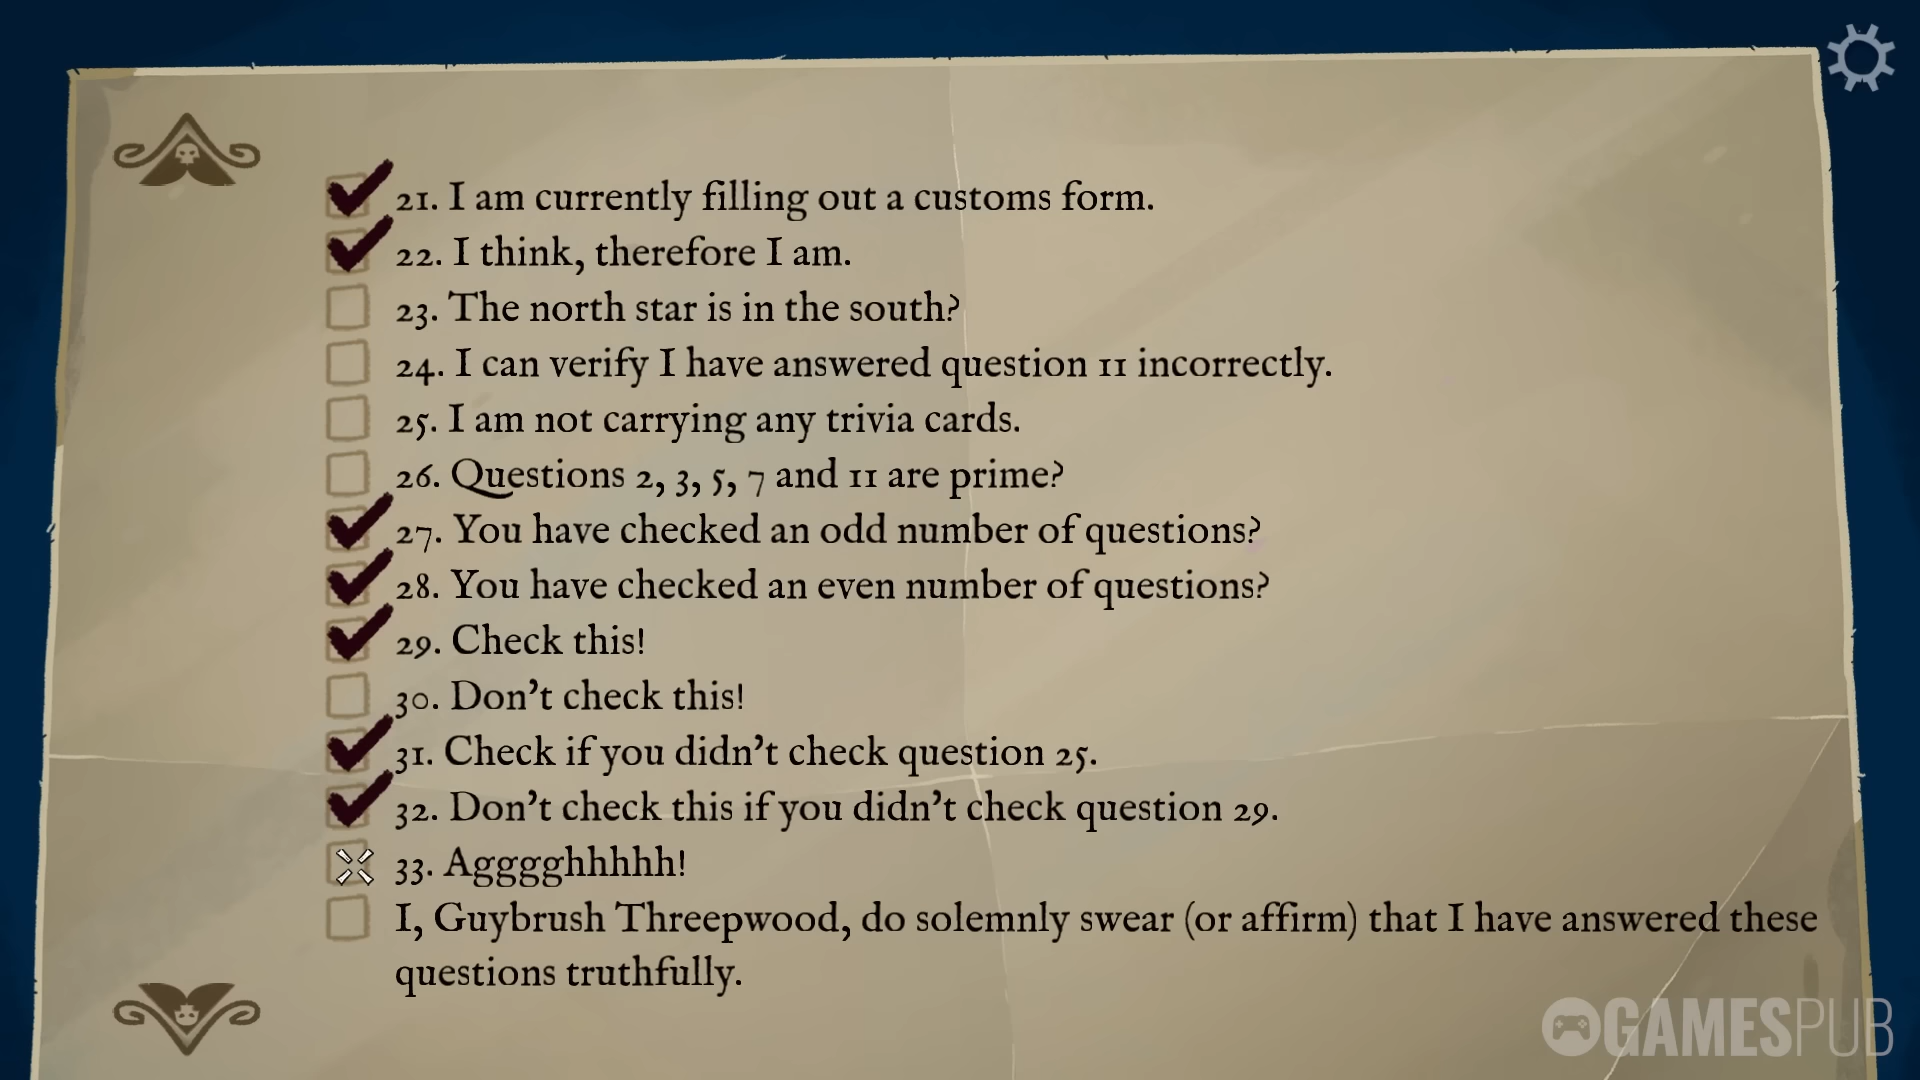 21. I am currently filling out a customs form.
22. I think, therefore I am.
23. The north star is in the south?
24. I can verify I have answered question 11 incorrectly.
25. I am not carrying any trivia cards.
26. Questions 2, 3, 5, 7 and 11 are prime?
27. You have checked an odd number of questions?
28. You have checked an even number of questions?
29. Check this!
30. Don't check this!
31. Check if you didn't check question 25.
32. Don't check this if you didn't check question 29.
33. Agggghhhhh!
I, Guybrush Threepwood, do solemnly swear (or affirm) that I have answered these
questions truthfully.
GAMESPUB